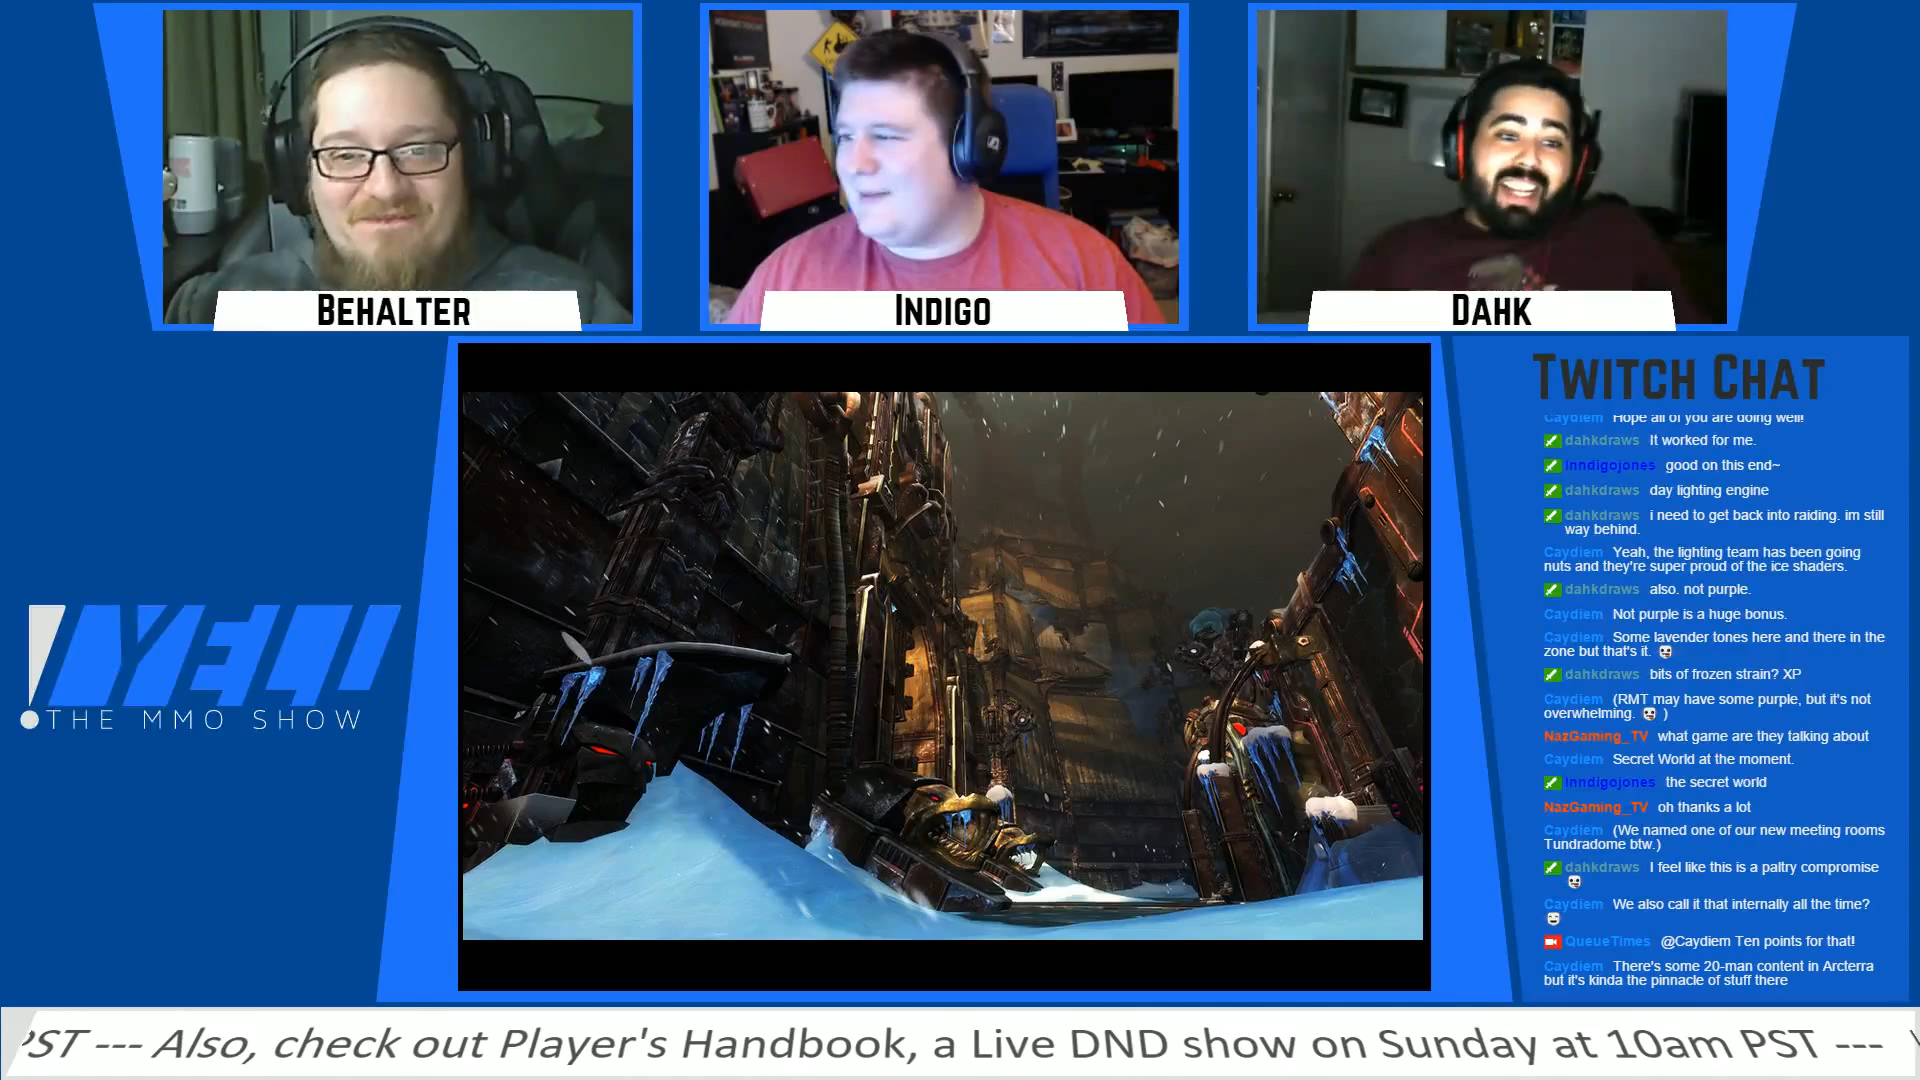 BEHALTER
INDIGO
DAHK
TWITCH CHAT
Caydiem Hope all of you are doing well!
dahkdraws It worked for me.
Inndigojones good on this end~
dahkdraws day lighting engine
dahkdraws i need to get back into raiding. im still
way behind.
Caydiem Yeah, the lighting team has been going
nuts and they're super proud of the ice shaders.
dahkdraws also. not purple.
Caydiem Not purple is a huge bonus.
Caydiem Some lavender tones here and there in the
zone but that's it.
dahkdraws bits of frozen strain? XP
Caydiem (RMT may have some purple, but it's not
overwhelming. )
NazGaming_TV what game are they talking about
Caydiem Secret World at the moment.
Inndigojones the secret world
NazGaming_TV oh thanks a lot
Caydiem (We named one of our new meeting rooms
Tundradome btw.)
dahkdraws I feel like this is a paltry compromise
Caydiem We also call it that internally all the time?
QueueTimes @Caydiem Ten points for that!
Caydiem There's some 20-man content in Arcterra
but it's kinda the pinnacle of stuff there
!YELL
THE MMO SHOW
PST --- Also, check out Player's Handbook, a Live DND show on Sunday at 10am PST ---